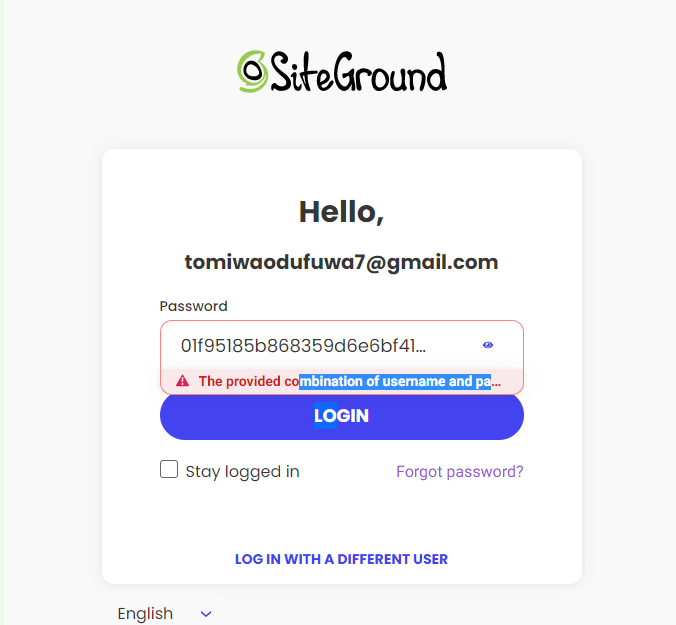 SiteGround
Hello,
tomiwaodufuwa7@gmail.com
Password
01f95185b868359d6e6bf41...
The provided combination of username and pa...
LOGIN
Stay logged in
Forgot password?
LOG IN WITH A DIFFERENT USER
English